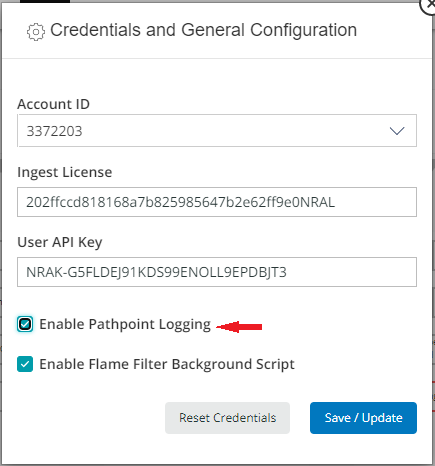 Credentials and General Configuration
Account ID
3372203
Ingest License
202ffccd818168a7b825985647b2e62ff9e0NRAL
User API Key
NRAK-G5FLDEJ91KDS99ENOLL9EPDBJT3
Enable Pathpoint Logging
Enable Flame Filter Background Script
Reset Credentials
Save / Update